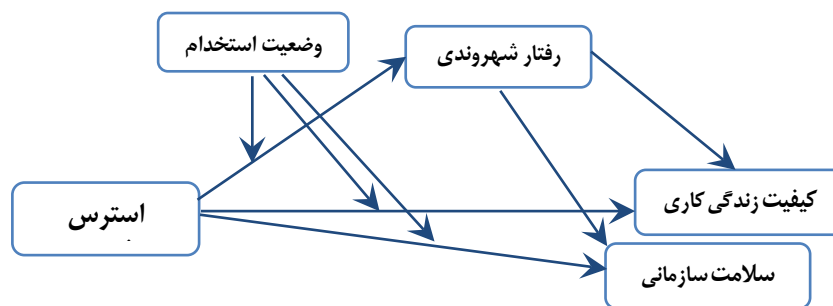 وضعیت استخدام
رفتار شهروندی
کیفیت زندگی کاری
استرس
سلامت سازمانی